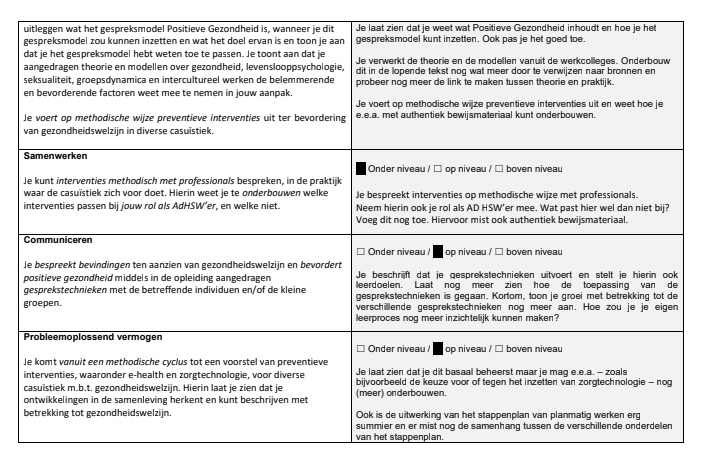 uitleggen wat het gespreksmodel Positieve Gezondheid is, wanneer je dit
gespreksmodel zou kunnen inzetten en wat het doel ervan is en toon je aan
dat je het gespreksmodel hebt weten toe te passen. Je toont aan dat je
aangedragen theorie en modellen over gezondheid, levenslooppsychologie,
seksualiteit, groepsdynamica en intercultureel werken de belemmerende
en bevorderende factoren weet mee te nemen in jouw aanpak.
Je voert op methodische wijze preventieve interventies uit ter bevordering
van gezondheidswelzijn in diverse casuïstiek.
Je laat zien dat je weet wat Positieve Gezondheid inhoudt en hoe je het
gespreksmodel kunt inzetten. Ook pas je het goed toe.
Je verwerkt de theorie en de modellen vanuit de werkcolleges. Onderbouw
dit in de lopende tekst nog wat meer door te verwijzen naar bronnen en
probeer nog meer de link te maken tussen theorie en praktijk.
Je voert op methodische wijze preventieve interventies uit en weet hoe je
e.e.a. met authentiek bewijsmateriaal kunt onderbouwen.
Samenwerken
Je kunt interventies methodisch met professionals bespreken, in de praktijk
waar de casuïstiek zich voor doet. Hierin weet je te onderbouwen welke
interventies passen bij jouw rol als AdHSW'er, en welke niet.
Onder niveau / ☐ op niveau / ☐ boven niveau
Je bespreekt interventies op methodische wijze met professionals.
Neem hierin ook je rol als AD HSW'er mee. Wat past hier wel dan niet bij?
Voeg dit nog toe. Hiervoor mist ook authentiek bewijsmateriaal.
Communiceren
Je bespreekt bevindingen ten aanzien van gezondheidswelzijn en bevordert
positieve gezondheid middels in de opleiding aangedragen
gesprekstechnieken met de betreffende individuen en/of de kleine
groepen.
☐ Onder niveau / ■ op niveau / ☐ boven niveau
Je beschrijft dat je gesprekstechnieken uitvoert en stelt je hierin ook
leerdoelen. Laat nog meer zien hoe de toepassing van de
gesprekstechnieken is gegaan. Kortom, toon je groei met betrekking tot de
verschillende gesprekstechnieken nog meer aan. Hoe zou je je eigen
leerproces nog meer inzichtelijk kunnen maken?
Probleemoplossend vermogen
Je komt vanuit een methodische cyclus tot een voorstel van preventieve
interventies, waaronder e-health en zorgtechnologie, voor diverse
casuïstiek m.b.t. gezondheidswelzijn. Hierin laat je zien dat je
ontwikkelingen in de samenleving herkent en kunt beschrijven met
betrekking tot gezondheidswelzijn.
☐ Onder niveau / ■ op niveau / ☐ boven niveau
Je laat zien dat je dit basaal beheerst maar je mag e.e.a. – zoals
bijvoorbeeld de keuze voor of tegen het inzetten van zorgtechnologie – nog
(meer) onderbouwen.
Ook is de uitwerking van het stappenplan van planmatig werken erg
summier en er mist nog de samenhang tussen de verschillende onderdelen
van het stappenplan.